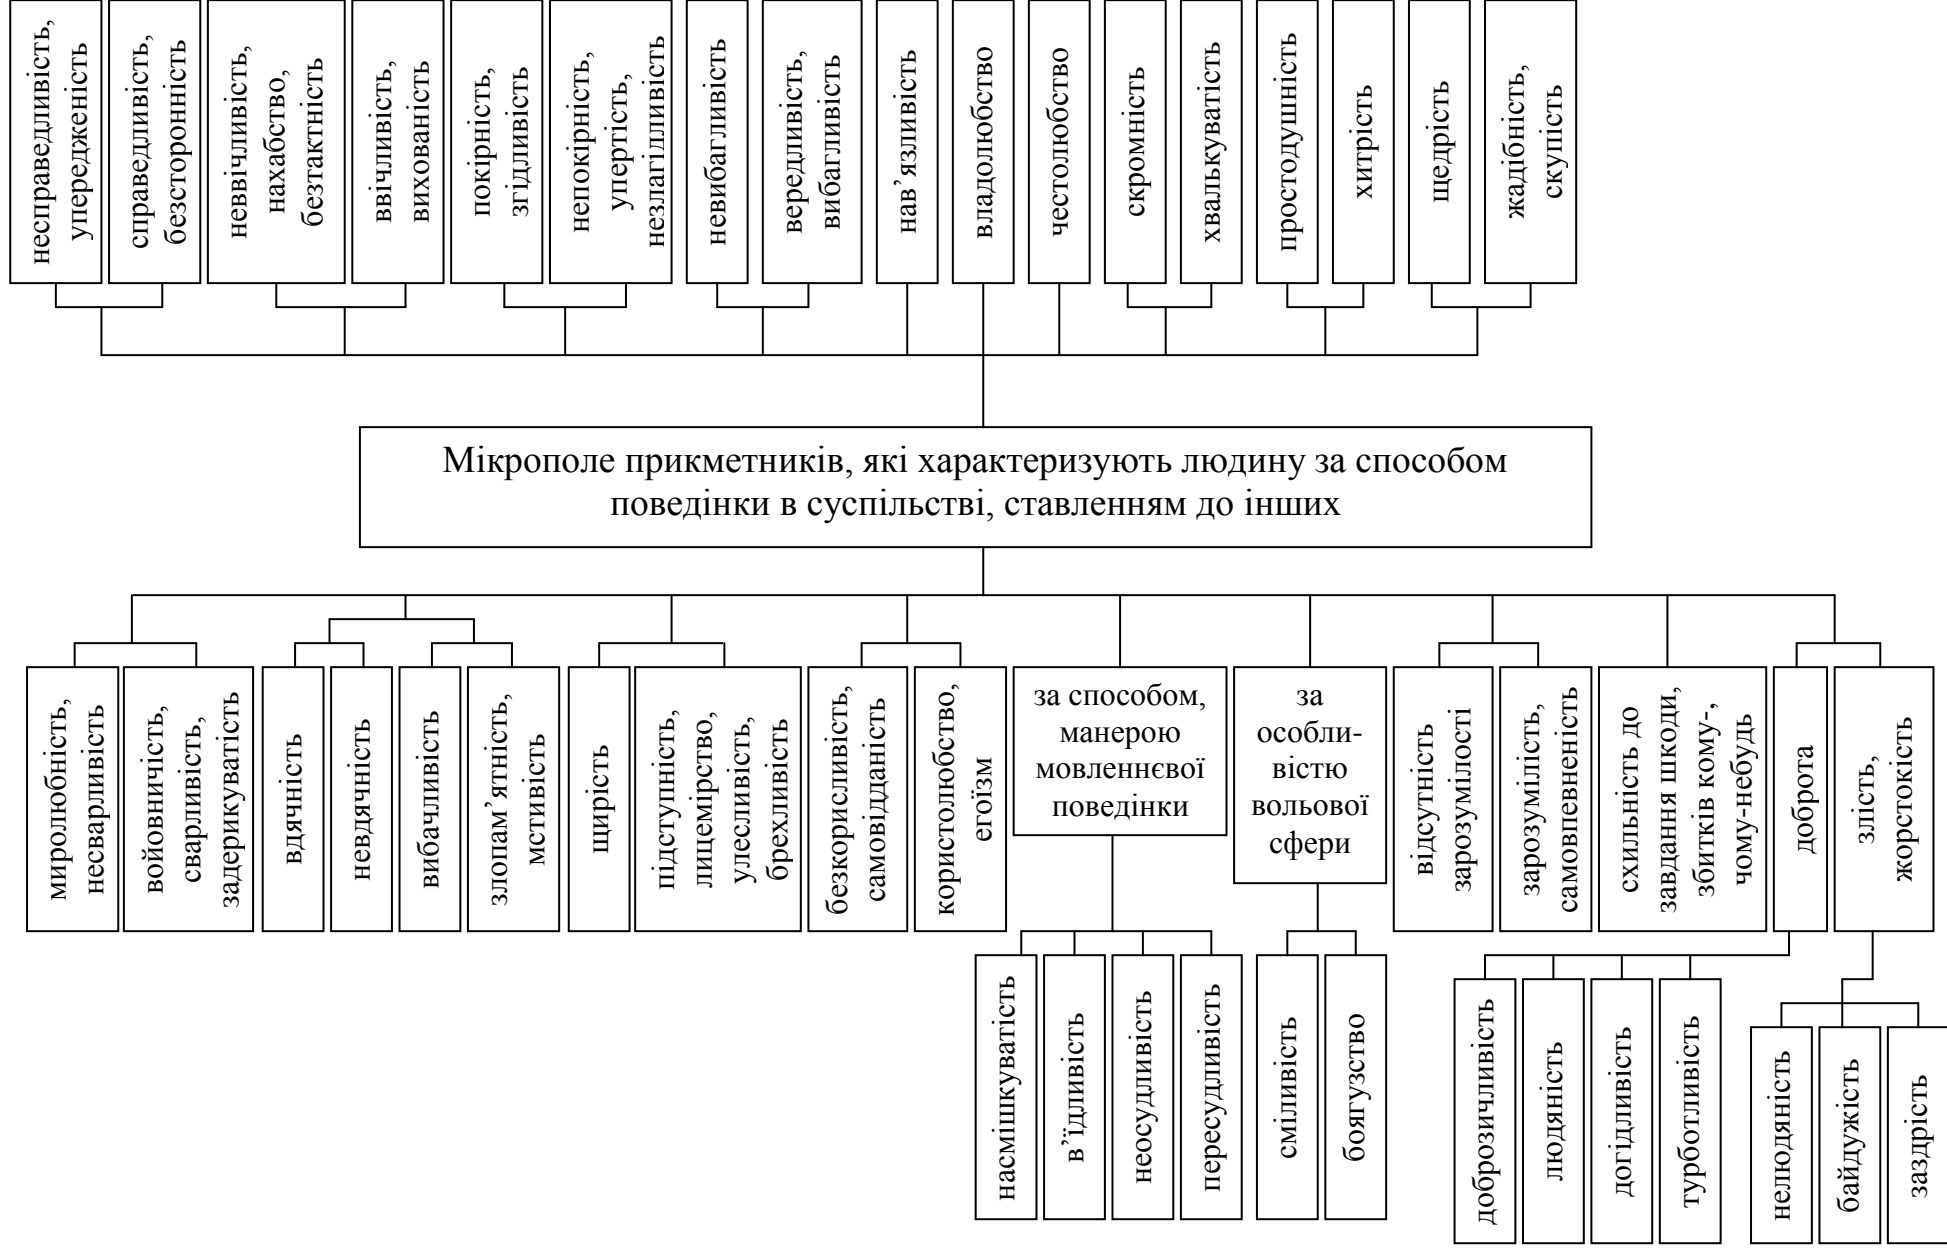 несправедливість,
упередженість
справедливість,
безсторонність
неввічливість,
нахабство,
безтактність
ввічливість,
вихованість
покірність,
згідливість
непокірність,
упертість,
незлагідливість
невибагливість
вередливість,
вибагливість
нав’язливість
владолюбство
честолюбство
скромність
хвалькуватість
простодушність
хитрість
щедрість
жадібність,
скупість
Мікрополе прикметників, які характеризують людину за способом
поведінки в суспільстві, ставленням до інших
миролюбність,
несварливість
войовничість,
сварливість,
задерикуватість
вдячність
невдячність
вибачливість
злопам’ятність,
мстивість
щирість
підступність,
лицемірство,
улесливість,
брехливість
безкорисливість,
самовідданість
користолюбство,
егоїзм
за способом,
манерою
мовленнєвої
поведінки
за
особли-
вістю
вольової
сфери
відсутність
зарозумілості
зарозумілість,
самовпевненість
схильність до
завдання шкоди,
збитків кому-,
чому-небудь
доброта
злість,
жорстокість
насмішкуватість
в’їдливість
неосудливість
пересудливість
сміливість
боягузство
доброзичливість
людяність
догідливість
турботливість
нелюдяність
байдужість
заздрість